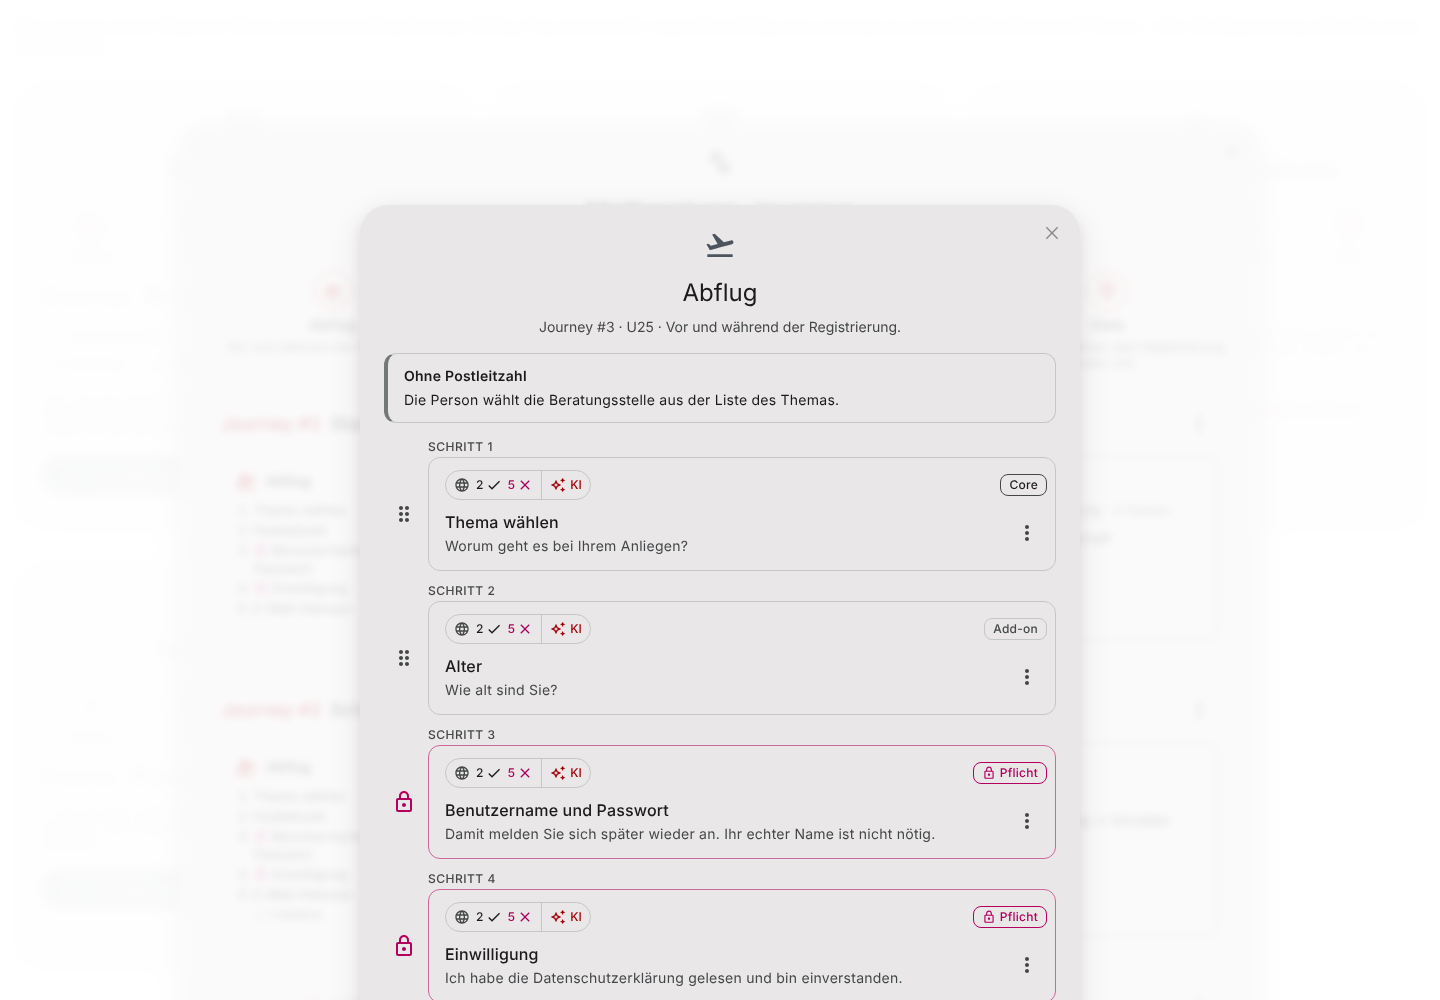 Abflug
Journey #3 · U25 · Vor und während der Registrierung.
Ohne Postleitzahl
Die Person wählt die Beratungsstelle aus der Liste des Themas.
SCHRITT 1
2 5 KI
Core
Thema wählen
Worum geht es bei Ihrem Anliegen?
SCHRITT 2
2 5 KI
Add-on
Alter
Wie alt sind Sie?
SCHRITT 3
2 5 KI
Pflicht
Benutzername und Passwort
Damit melden Sie sich später wieder an. Ihr echter Name ist nicht nötig.
SCHRITT 4
2 5 KI
Pflicht
Einwilligung
Ich habe die Datenschutzerklärung gelesen und bin einverstanden.